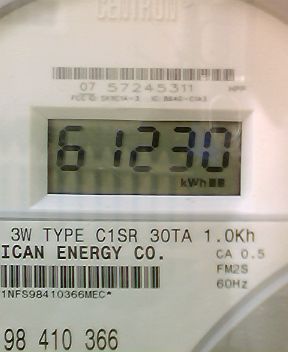 CENTRON
07 57245311
61230
kWh
3W TYPE C1SR 30TA 1.0Kh
ICAN ENERGY CO.
CA 0.5
FM2S
60Hz
1NFS98410366MEC*
98 410 366